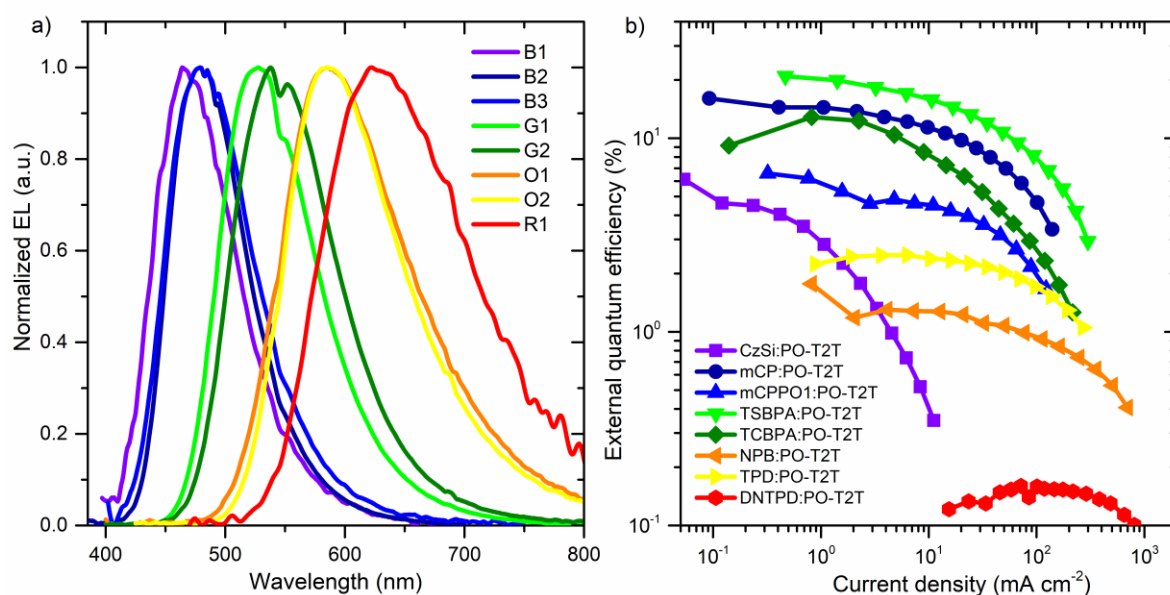 a)
Normalized EL (a.u.)
1.0
0.8
0.6
0.4
0.2
0.0
400
500
600
700
800
Wavelength (nm)
B1
B2
B3
G1
G2
O1
O2
R1
b)
External quantum efficiency (%)
10¹
10⁰
10⁻¹
10⁻¹
10⁰
10¹
10²
10³
Current density (mA cm⁻²)
CzSi:PO-T2T
mCP:PO-T2T
mCPPO1:PO-T2T
TSBPA:PO-T2T
TCBPA:PO-T2T
NPB:PO-T2T
TPD:PO-T2T
DNTPD:PO-T2T